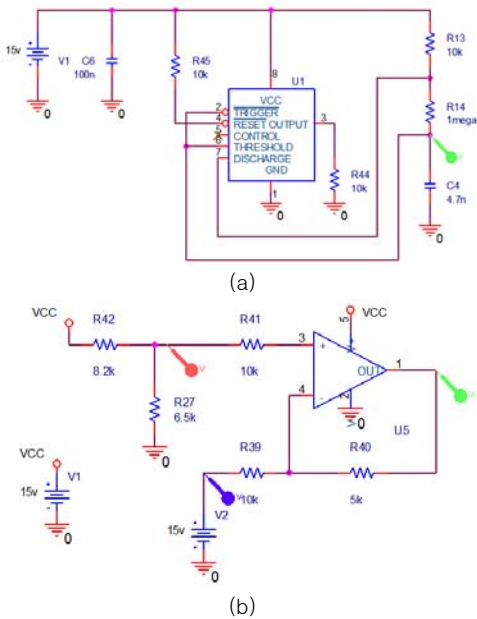 15v
V1
C6
100n
R45
10k
R13
10k
R14
1mega
V
C4
4.7n
R44
10k
U1
8
VCC
2
TRIGGER
4
RESET OUTPUT
3
5
CONTROL
6
THRESHOLD
7
DISCHARGE
GND
1
0
0
0
0
0
(a)
VCC
R42
8.2k
V
R41
10k
R27
6.5k
0
3
+
5
VCC
V+
OUT
1
V
4
-
2
V-
0
U5
R39
10k
R40
5k
VCC
V1
15v
0
V
V2
15v
0
(b)